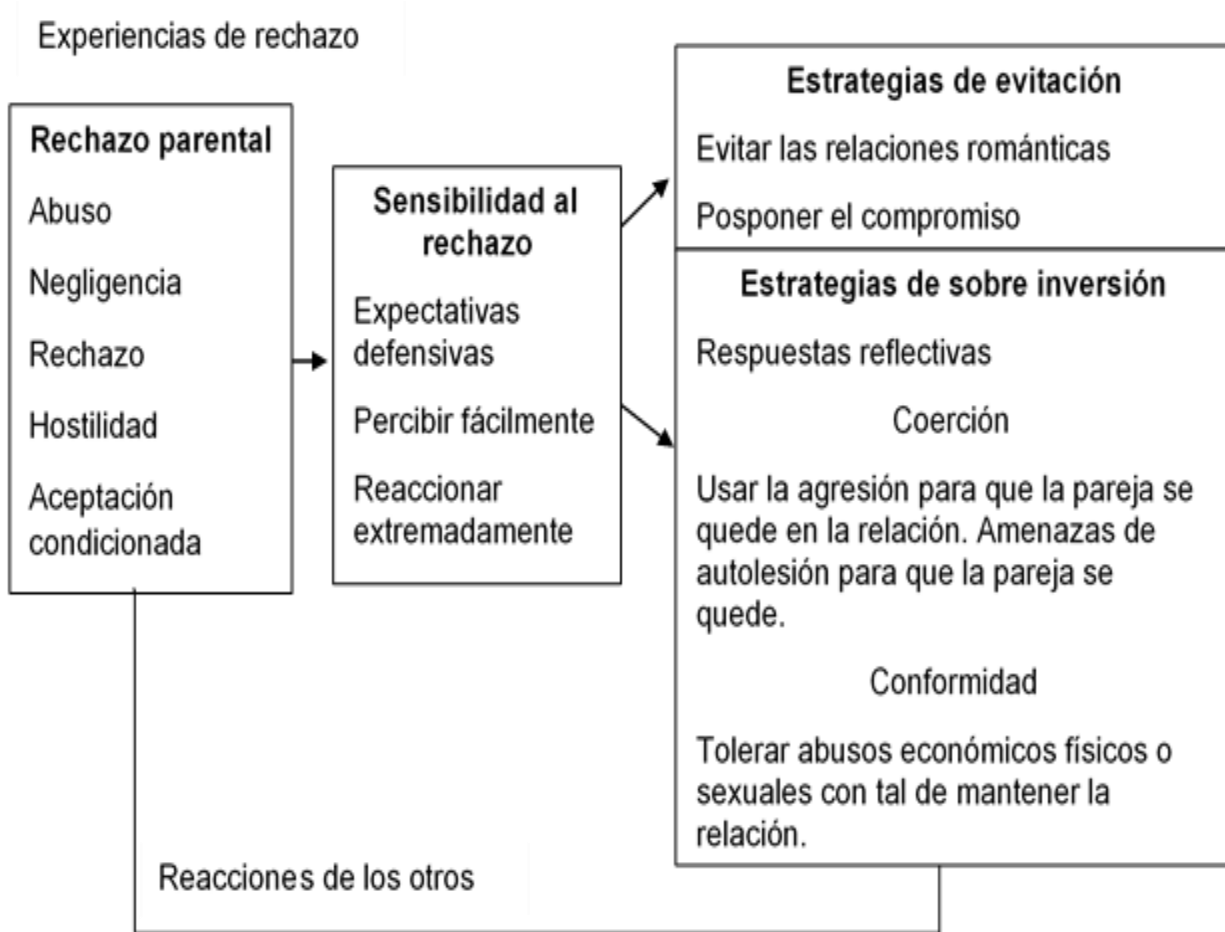 Experiencias de rechazo
Rechazo parental
Abuso
Negligencia
Rechazo
Hostilidad
Aceptación
condicionada
Sensibilidad al
rechazo
Expectativas
defensivas
Percibir fácilmente
Reaccionar
extremadamente
Estrategias de evitación
Evitar las relaciones románticas
Posponer el compromiso
Estrategias de sobre inversión
Respuestas reflectivas
Coerción
Usar la agresión para que la pareja se
quede en la relación. Amenazas de
autolesión para que la pareja se
quede.
Conformidad
Tolerar abusos económicos físicos o
sexuales con tal de mantener la
relación.
Reacciones de los otros